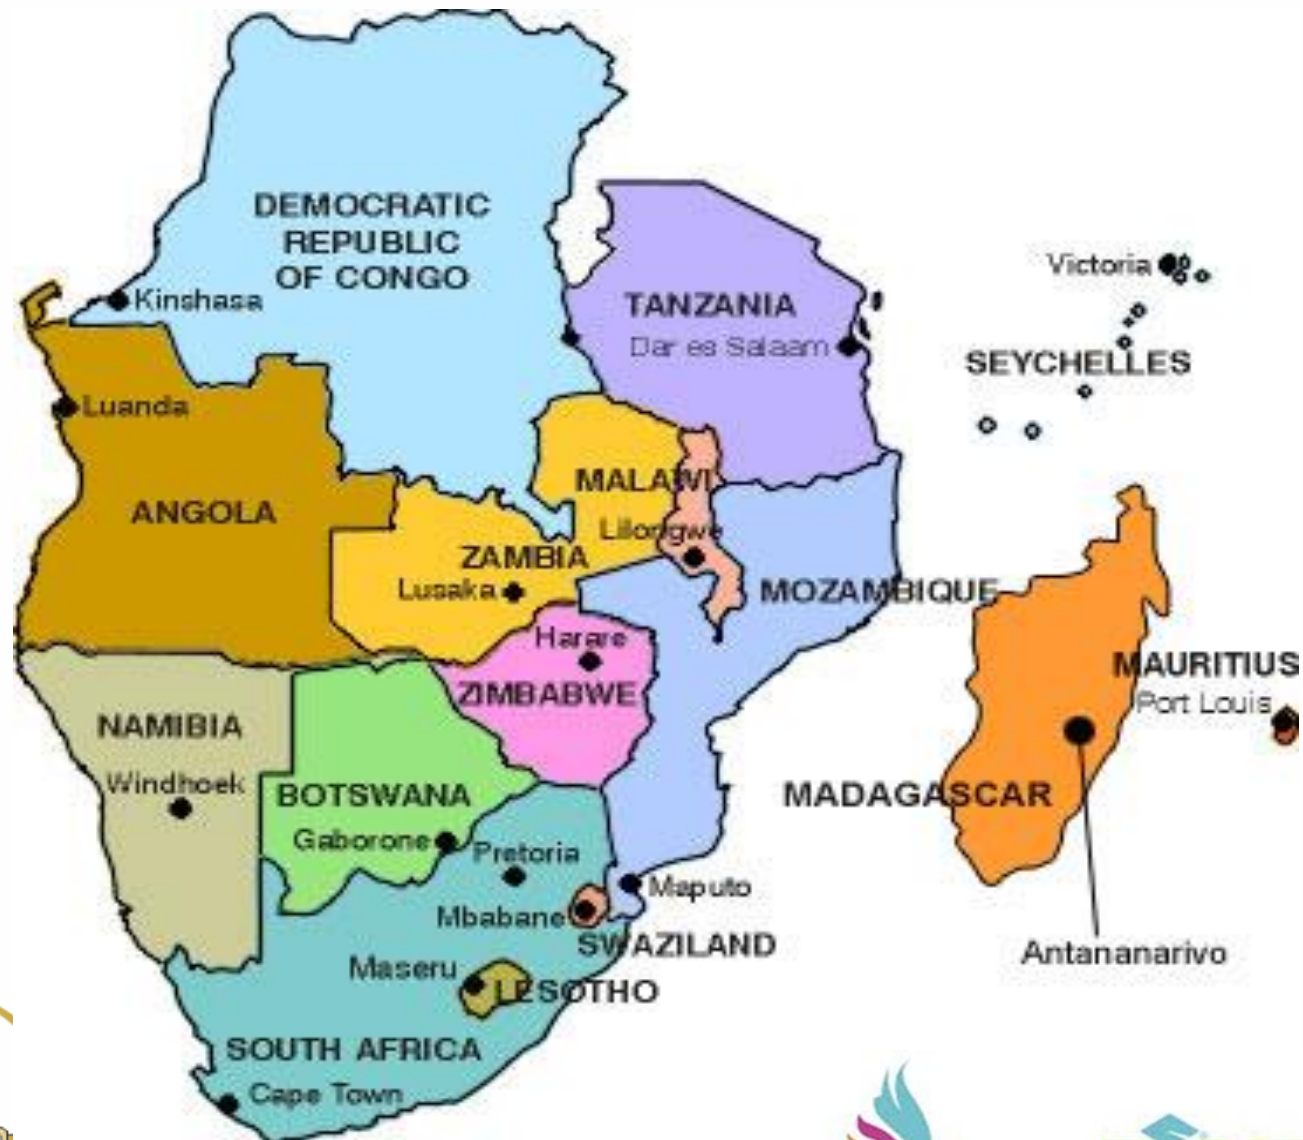 DEMOCRATIC
REPUBLIC
OF CONGO
Kinshasa
TANZANIA
Dar es Salaam
Victoria
SEYCHELLES
Luanda
ANGOLA
MALAWI
Lilongwe
ZAMBIA
Lusaka
MOZAMBIQUE
Harare
ZIMBABWE
MAURITIUS
Port Louis
NAMIBIA
Windhoek
BOTSWANA
Gaborone
MADAGASCAR
Pretoria
Maputo
Mbabane
SWAZILAND
Antananarivo
Maseru
LESOTHO
SOUTH AFRICA
Cape Town